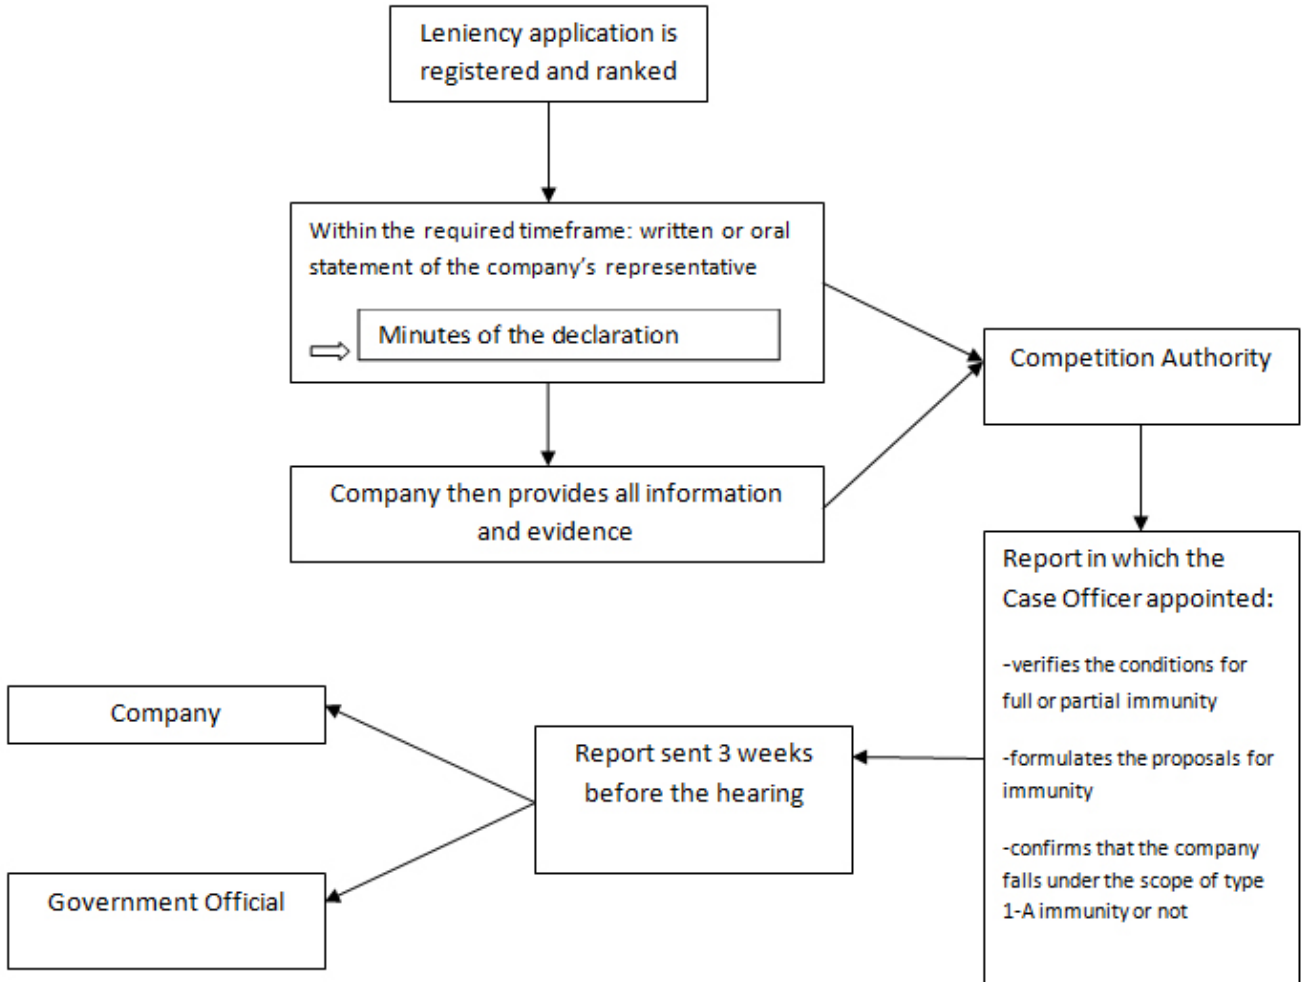 Leniency application is
registered and ranked
Within the required timeframe: written or oral
statement of the company's representative
Minutes of the declaration
Competition Authority
Company then provides all information
and evidence
Report in which the
Case Officer appointed:
-verifies the conditions for
full or partial immunity
-formulates the proposals for
immunity
-confirms that the company
falls under the scope of type
1-A immunity or not
Report sent 3 weeks
before the hearing
Company
Government Official